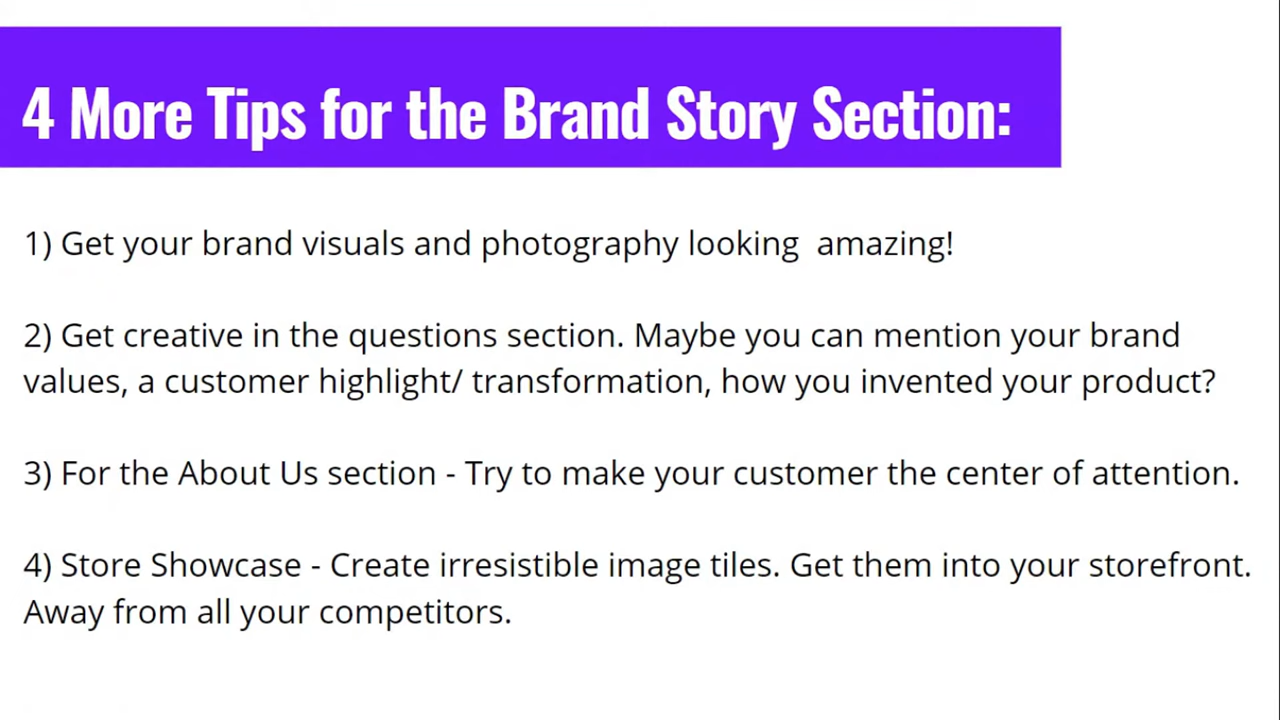 4 More Tips for the Brand Story Section:
1) Get your brand visuals and photography looking  amazing!
2) Get creative in the questions section. Maybe you can mention your brand
values, a customer highlight/ transformation, how you invented your product?
3) For the About Us section - Try to make your customer the center of attention.
4) Store Showcase - Create irresistible image tiles. Get them into your storefront.
Away from all your competitors.